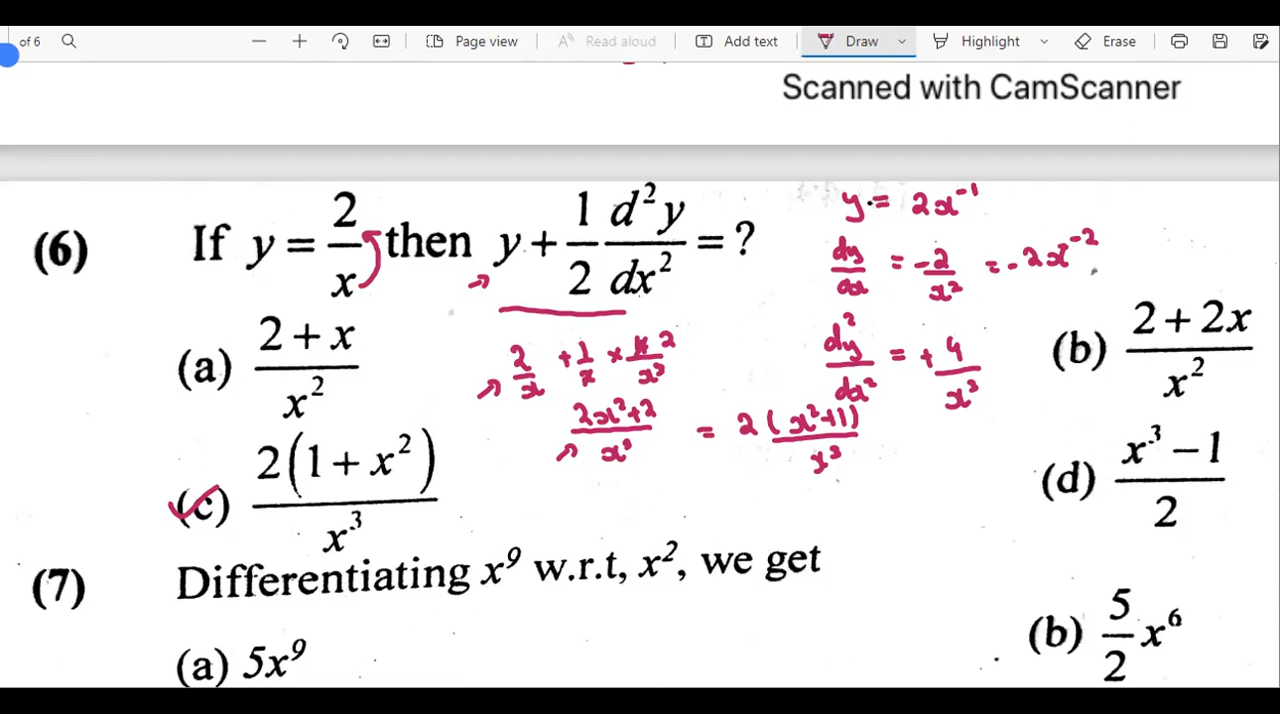 of 6 Page view Read aloud Add text Draw Highlight Erase
Scanned with CamScanner
(6) If y = 2/x then y + 1/2 d²y/dx² = ?
y = 2x⁻¹
dy/dx = -2/x² = -2x⁻²
(a) 2 + x / x²
2/x + 1/2 × 4 2/x³
d²y/dx² = + 4/x³
(b) 2 + 2x / x²
2x²+2 / x³ = 2(x²+1) / x³
(c) 2(1 + x²) / x³
(d) x³ − 1 / 2
(7) Differentiating x⁹ w.r.t, x², we get
(a) 5x⁹
(b) 5/2 x⁶